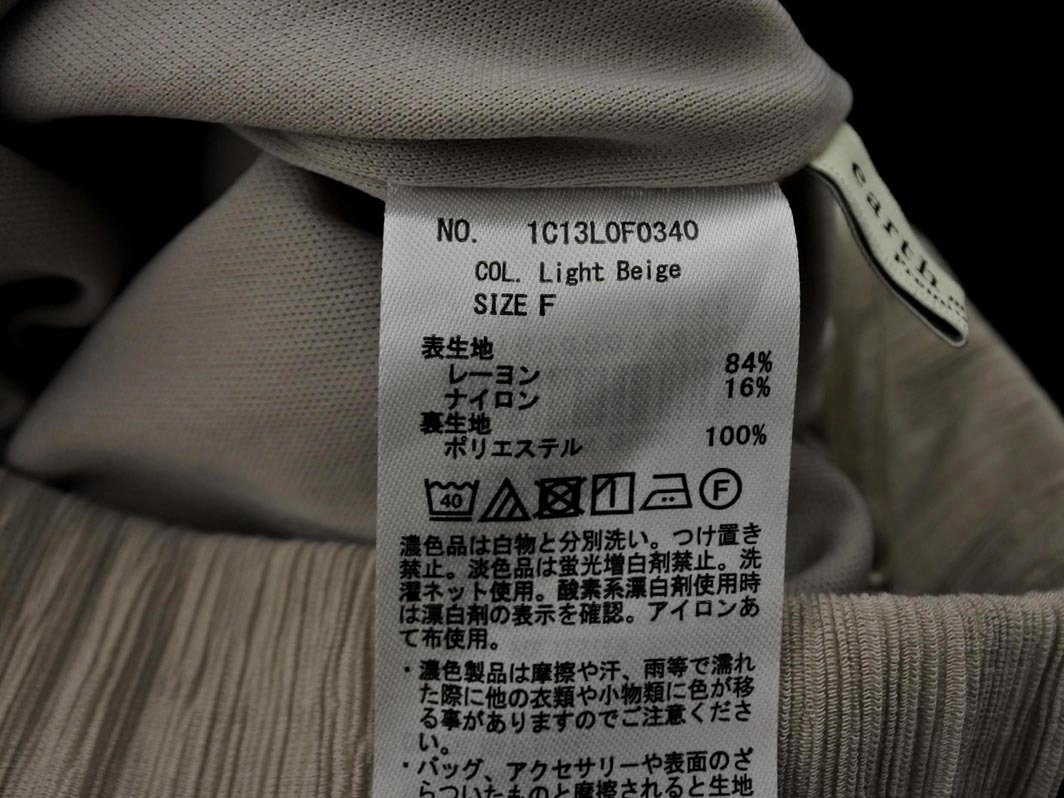 NO. 1C13L0F0340
COL. Light Beige
SIZE F
表生地
レーヨン 84%
ナイロン 16%
裏生地
ポリエステル 100%
40
F
濃色品は白物と分別洗い。つけ置き
禁止。淡色品は蛍光増白剤禁止。洗
濯ネット使用。酸素系漂白剤使用時
は漂白剤の表示を確認。アイロンあ
て布使用。
・濃色製品は摩擦や汗、雨等で濡れ
た際に他の衣類や小物類に色が移
る事がありますのでご注意くださ
い。
・バッグ、アクセサリーや表面のざ
らついたものと摩擦されると生地
earth